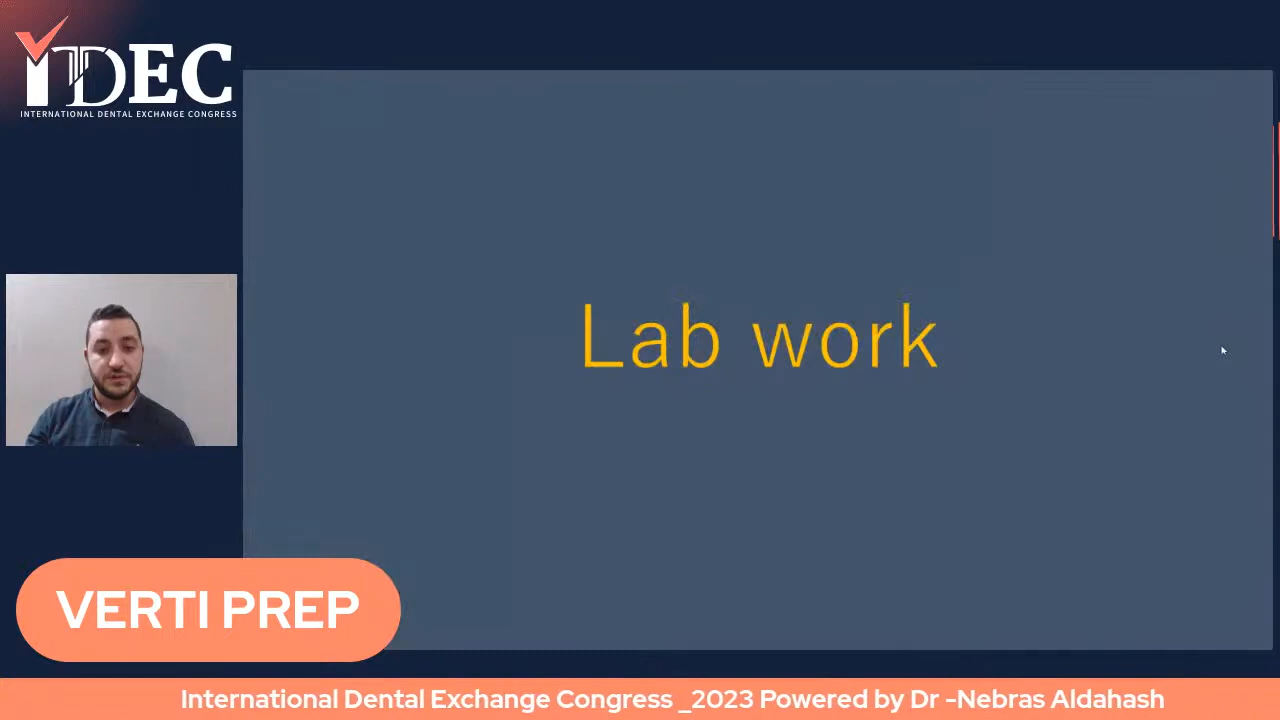 IDEC
INTERNATIONAL DENTAL EXCHANGE CONGRESS
Lab work
VERTI PREP
International Dental Exchange Congress _2023 Powered by Dr -Nebras Aldahash